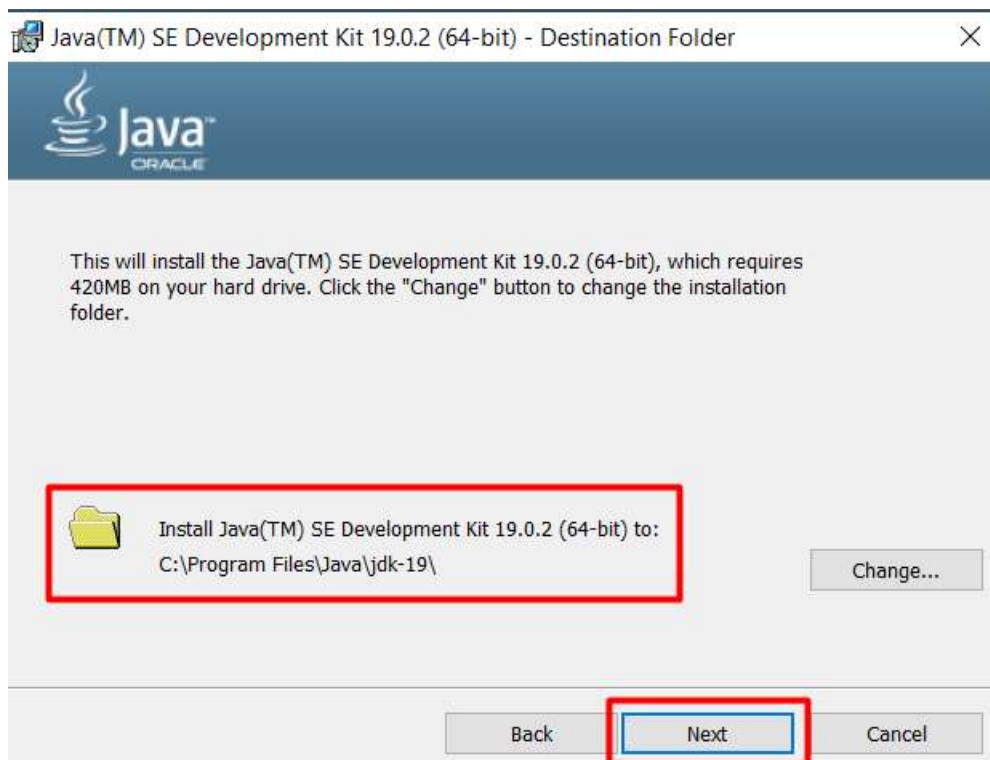 Java(TM) SE Development Kit 19.0.2 (64-bit) - Destination Folder
Java™
ORACLE
This will install the Java(TM) SE Development Kit 19.0.2 (64-bit), which requires
420MB on your hard drive. Click the "Change" button to change the installation
folder.
Install Java(TM) SE Development Kit 19.0.2 (64-bit) to:
C:\Program Files\Java\jdk-19\
Change...
Back
Next
Cancel